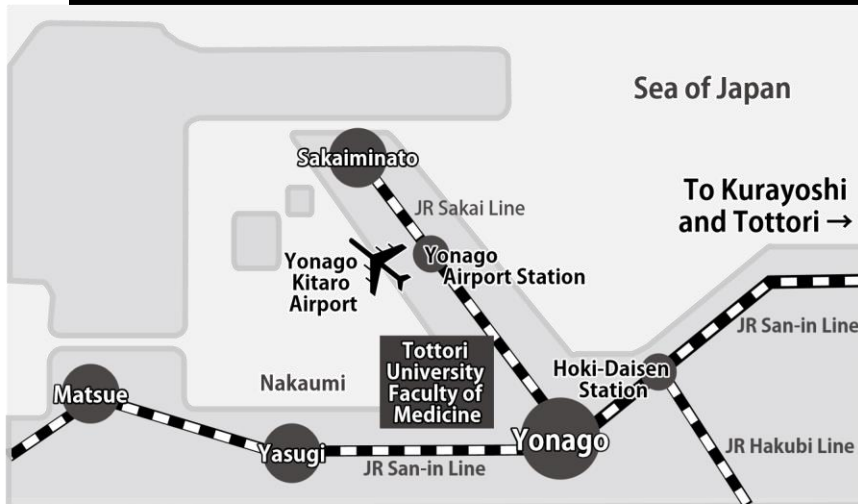 Sea of Japan
Sakaiminato
To Kurayoshi
and Tottori →
JR Sakai Line
Yonago
Kitaro
Airport
Yonago
Airport Station
JR San-in Line
Tottori
University
Faculty of
Medicine
Hoki-Daisen
Station
Nakaumi
Matsue
Yonago
Yasugi
JR San-in Line
JR Hakubi Line